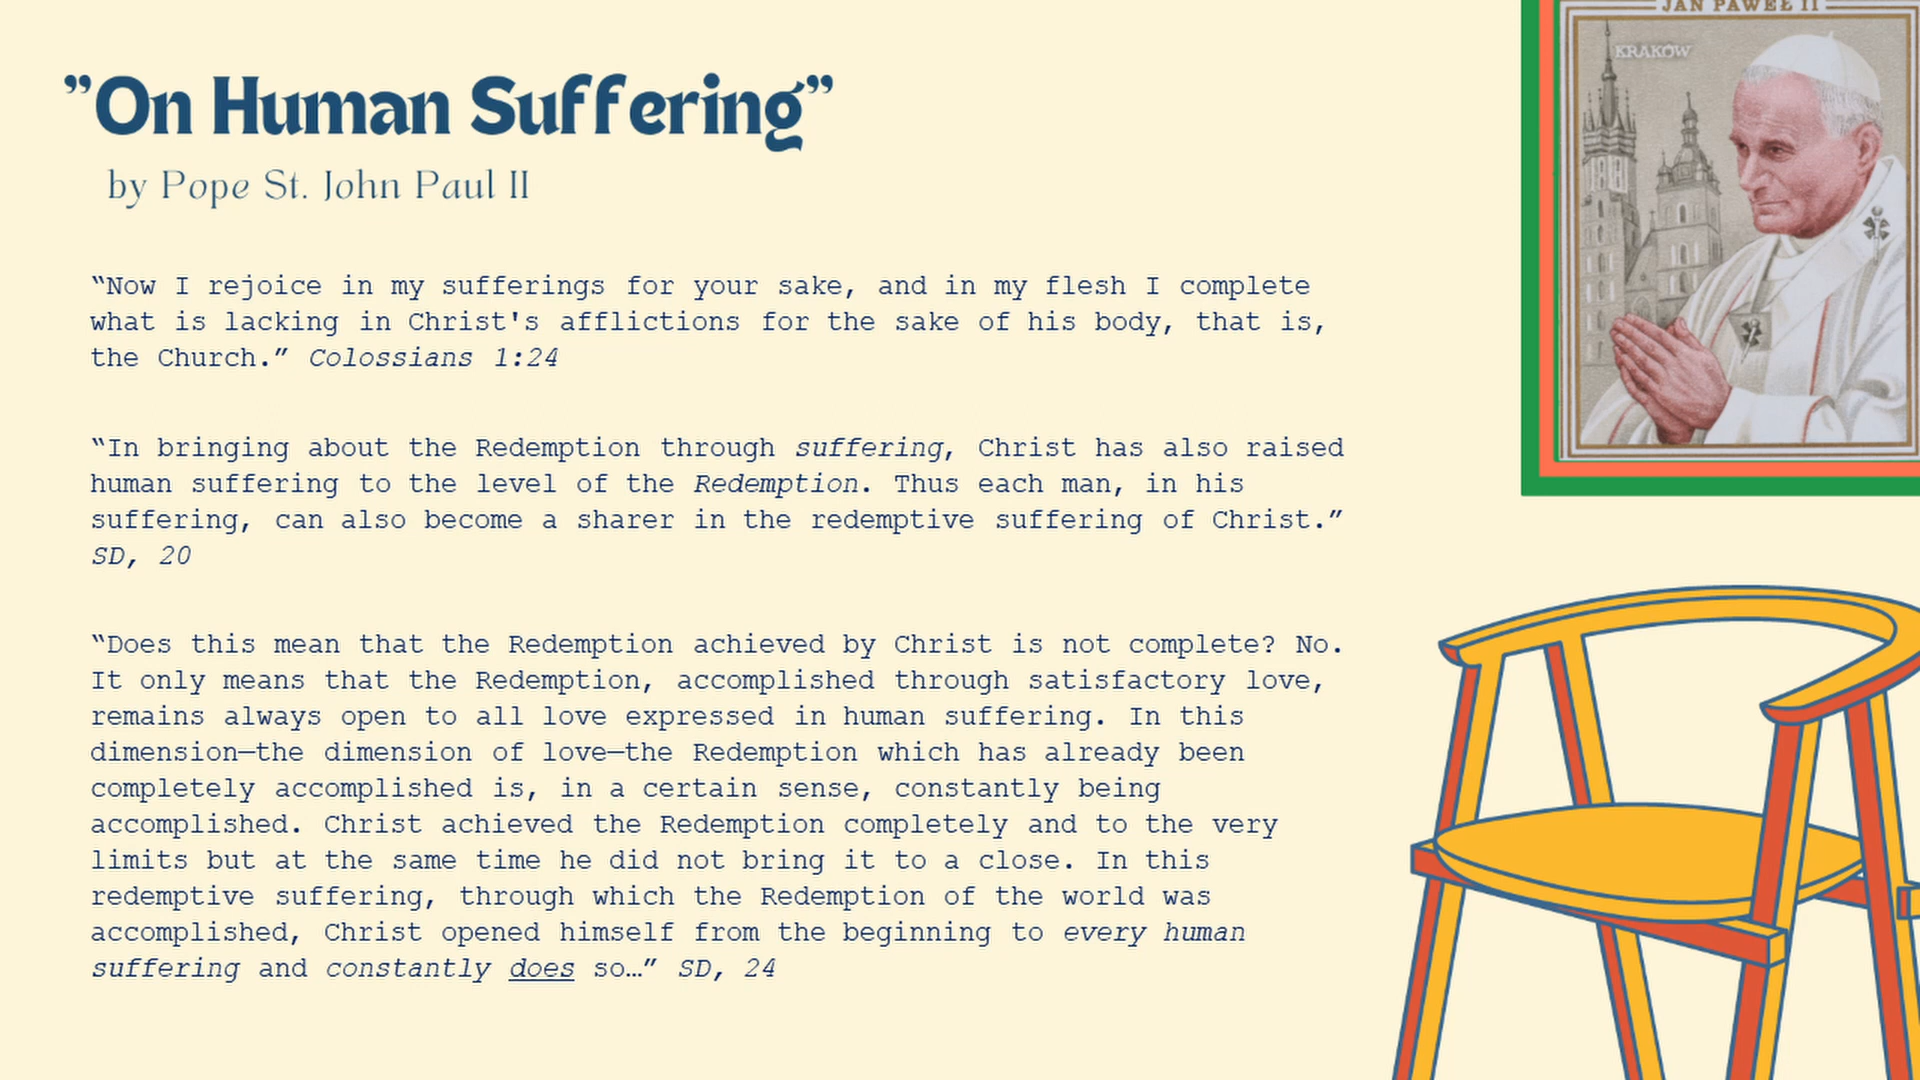 ”On Human Suffering”
by Pope St. John Paul II
“Now I rejoice in my sufferings for your sake, and in my flesh I complete
what is lacking in Christ's afflictions for the sake of his body, that is,
the Church.” Colossians 1:24
“In bringing about the Redemption through suffering, Christ has also raised
human suffering to the level of the Redemption. Thus each man, in his
suffering, can also become a sharer in the redemptive suffering of Christ.”
SD, 20
“Does this mean that the Redemption achieved by Christ is not complete? No.
It only means that the Redemption, accomplished through satisfactory love,
remains always open to all love expressed in human suffering. In this
dimension—the dimension of love—the Redemption which has already been
completely accomplished is, in a certain sense, constantly being
accomplished. Christ achieved the Redemption completely and to the very
limits but at the same time he did not bring it to a close. In this
redemptive suffering, through which the Redemption of the world was
accomplished, Christ opened himself from the beginning to every human
suffering and constantly does so…” SD, 24
JAN PAWEŁ II
KRAKÓW